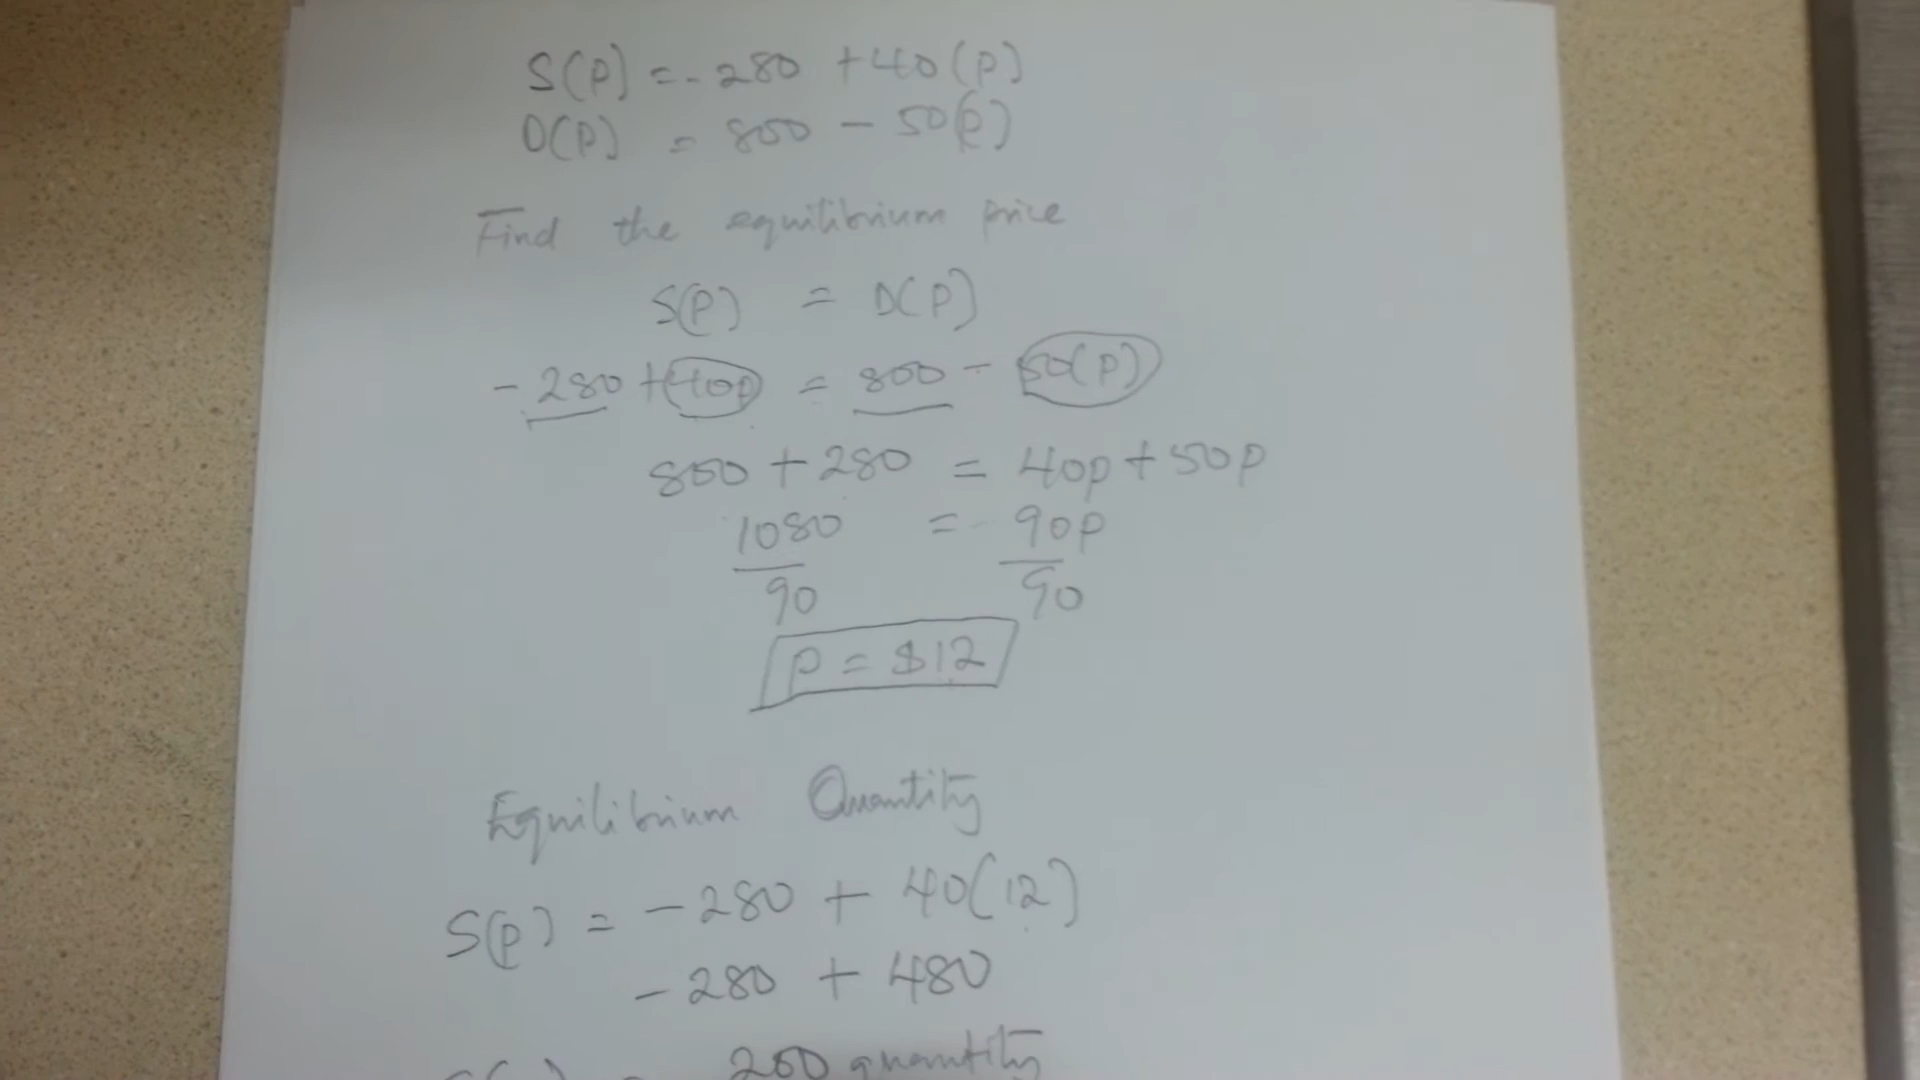 S(P) = -280 + 40(P)
D(P) = 800 - 50(P)
Find the equilibrium price
S(P) = D(P)
-280 + 40p = 800 - 50(P)
800 + 280 = 40p + 50p
1080 = 90p
90 90
P = $12
Equilibrium Quantity
S(P) = -280 + 40(12)
-280 + 480
200 quantity